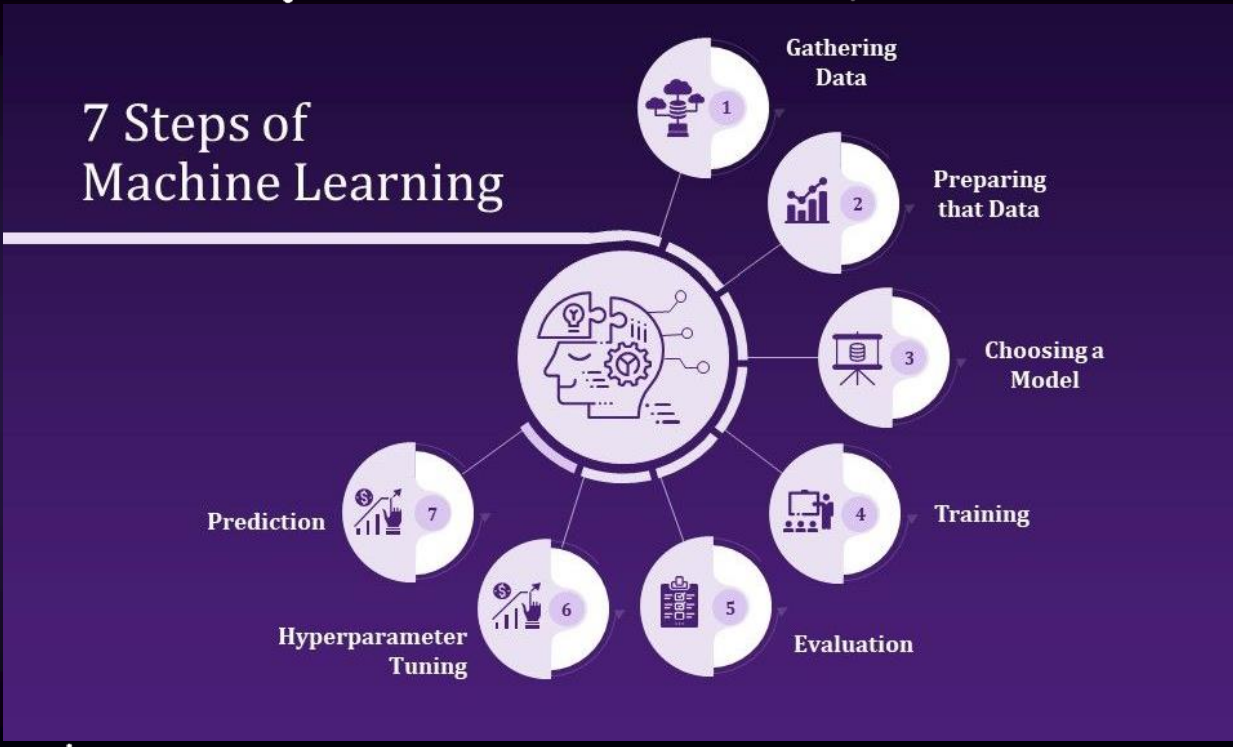 7 Steps of
Machine Learning
1
Gathering
Data
2
Preparing
that Data
3
Choosing a
Model
4
Training
5
Evaluation
6
Hyperparameter
Tuning
7
Prediction